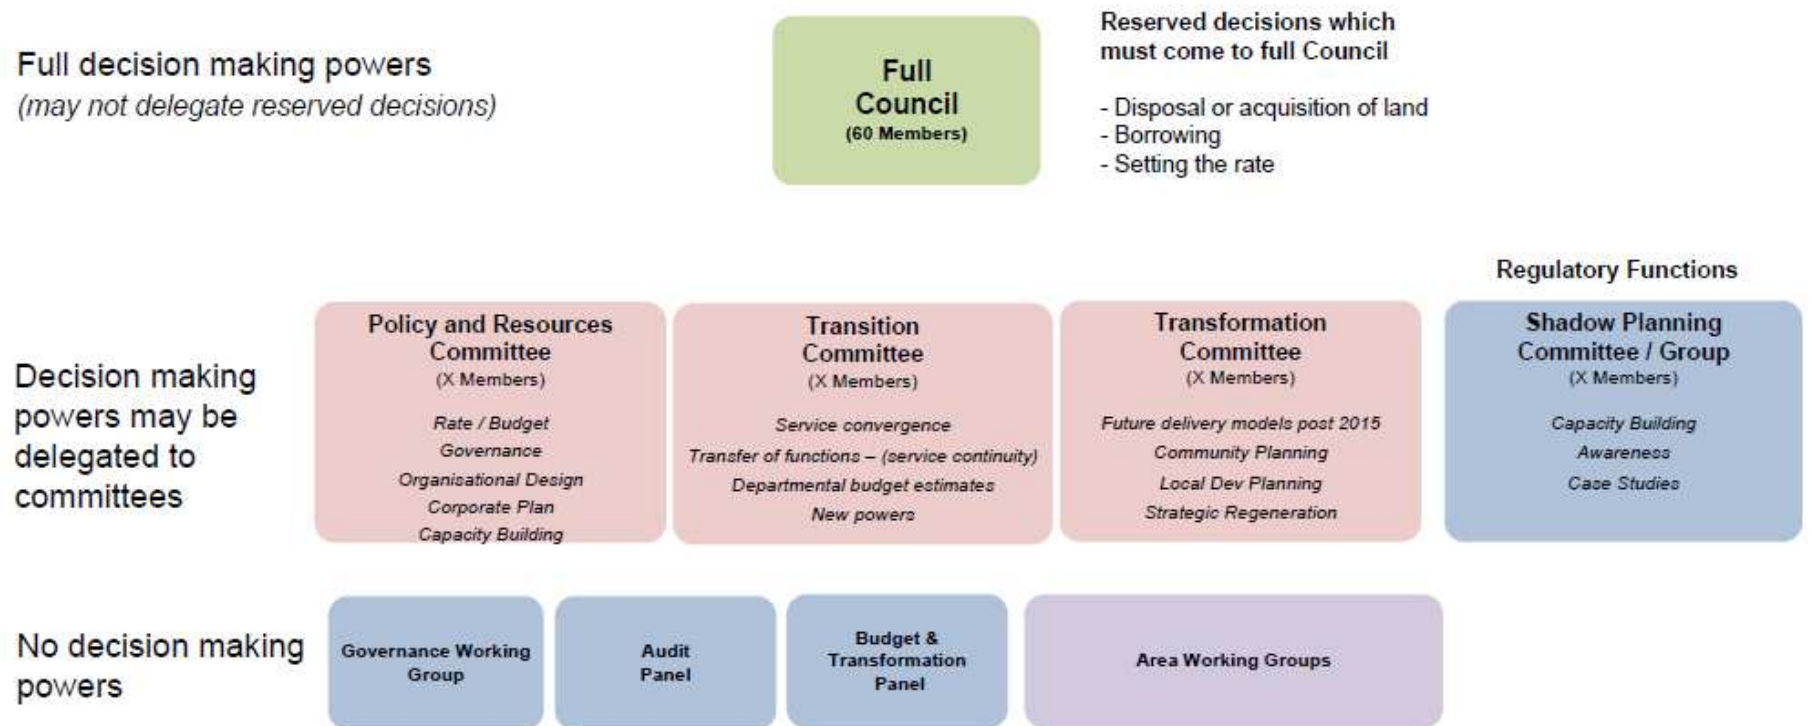 Full decision making powers
(may not delegate reserved decisions)
Full
Council
(60 Members)
Reserved decisions which
must come to full Council
- Disposal or acquisition of land
- Borrowing
- Setting the rate
Regulatory Functions
Decision making
powers may be
delegated to
committees
Policy and Resources
Committee
(X Members)
Rate / Budget
Governance
Organisational Design
Corporate Plan
Capacity Building
Transition
Committee
(X Members)
Service convergence
Transfer of functions – (service continuity)
Departmental budget estimates
New powers
Transformation
Committee
(X Members)
Future delivery models post 2015
Community Planning
Local Dev Planning
Strategic Regeneration
Shadow Planning
Committee / Group
(X Members)
Capacity Building
Awareness
Case Studies
No decision making
powers
Governance Working
Group
Audit
Panel
Budget &
Transformation
Panel
Area Working Groups